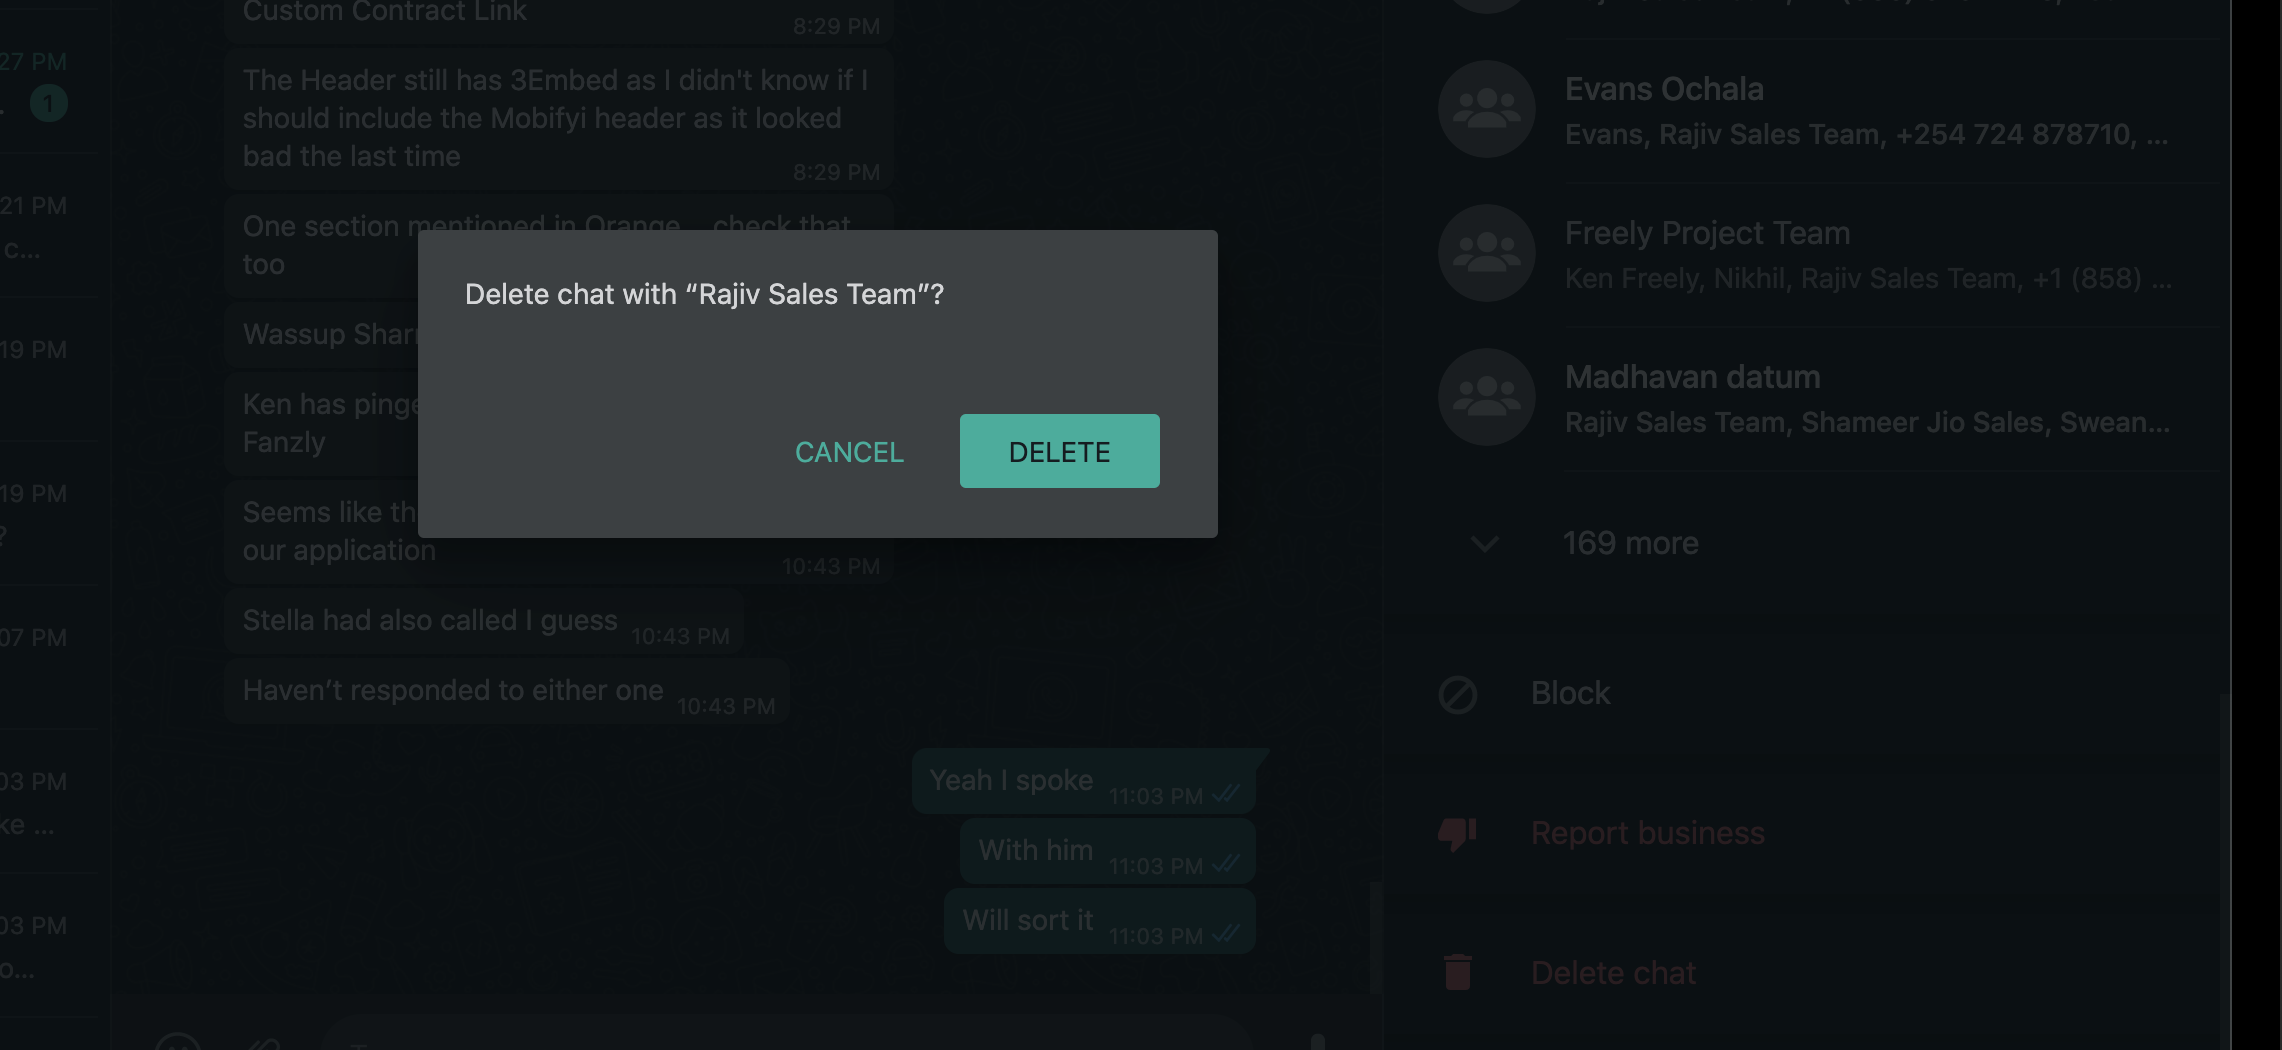 27 PM
1
21 PM
c...
19 PM
19 PM
?
07 PM
03 PM
ke ...
03 PM
o...
Custom Contract Link
8:29 PM
The Header still has 3Embed as I didn't know if I
should include the Mobifyi header as it looked
bad the last time
8:29 PM
One section mentioned in Orange... check that
too
Wassup
Ken has
Fanzly
Seems like
our application
10:43 PM
Stella had also called I guess
10:43 PM
Haven't responded to either one
10:43 PM
Yeah I spoke
11:03 PM
With him
11:03 PM
Will sort it
11:03 PM
Delete chat with “Rajiv Sales Team”?
CANCEL
DELETE
Evans Ochala
Evans, Rajiv Sales Team, +254 724 878710, ...
Freely Project Team
Ken Freely, Nikhil, Rajiv Sales Team, +1 (858) ...
Madhavan datum
Rajiv Sales Team, Shameer Jio Sales, Swean...
169 more
Block
Report business
Delete chat